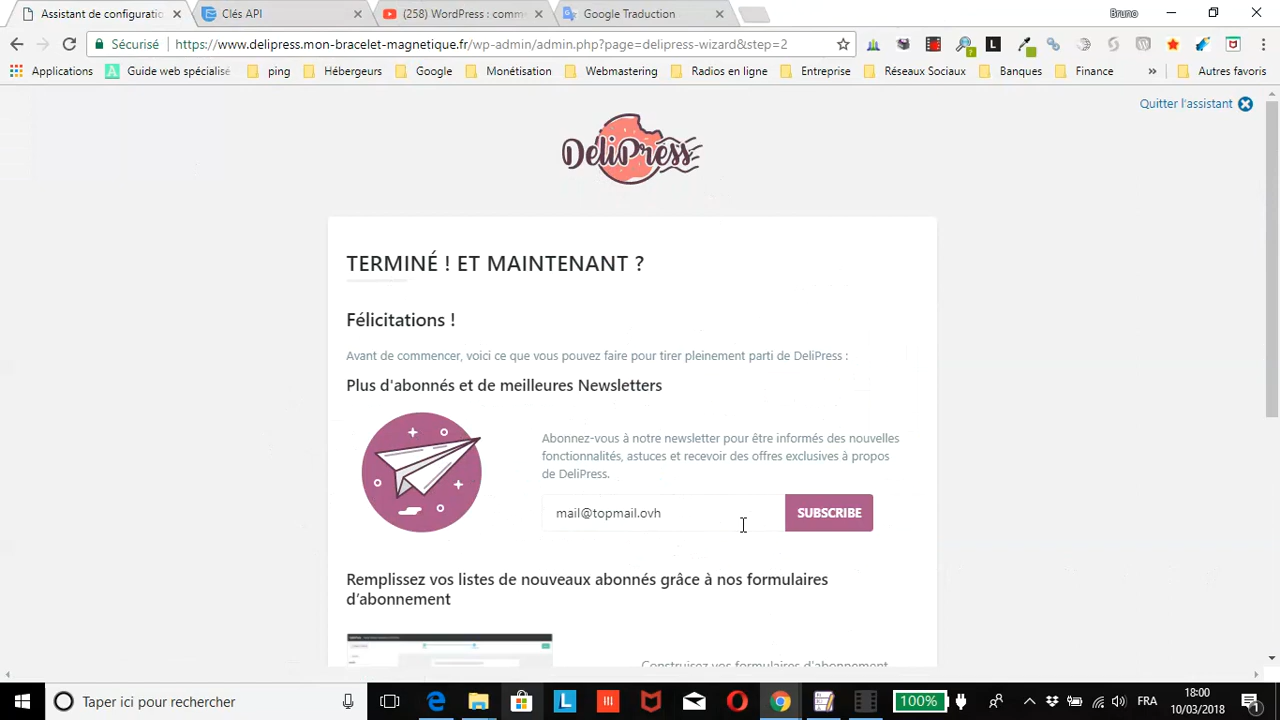 Assistant de configuratio
Clés API
(258) WordPress : comm
Google Traduction
Bruno
Sécurisé
https://www.delipress.mon-bracelet-magnetique.fr/wp-admin/admin.php?page=delipress-wizard&step=2
Applications
Guide web spécialisé
ping
Hébergeurs
Google
Monétisation
Webmastering
Radios en ligne
Entreprise
Réseaux Sociaux
Banques
Finance
»
Autres favoris
Quitter l'assistant
DeliPress
TERMINÉ ! ET MAINTENANT ?
Félicitations !
Avant de commencer, voici ce que vous pouvez faire pour tirer pleinement parti de DeliPress :
Plus d'abonnés et de meilleures Newsletters
Abonnez-vous à notre newsletter pour être informés des nouvelles
fonctionnalités, astuces et recevoir des offres exclusives à propos
de DeliPress.
mail@topmail.ovh
SUBSCRIBE
Remplissez vos listes de nouveaux abonnés grâce à nos formulaires
d'abonnement
Construisez vos formulaires d'abonnement
Taper ici pour rechercher
100%
FRA
18:00
10/03/2018